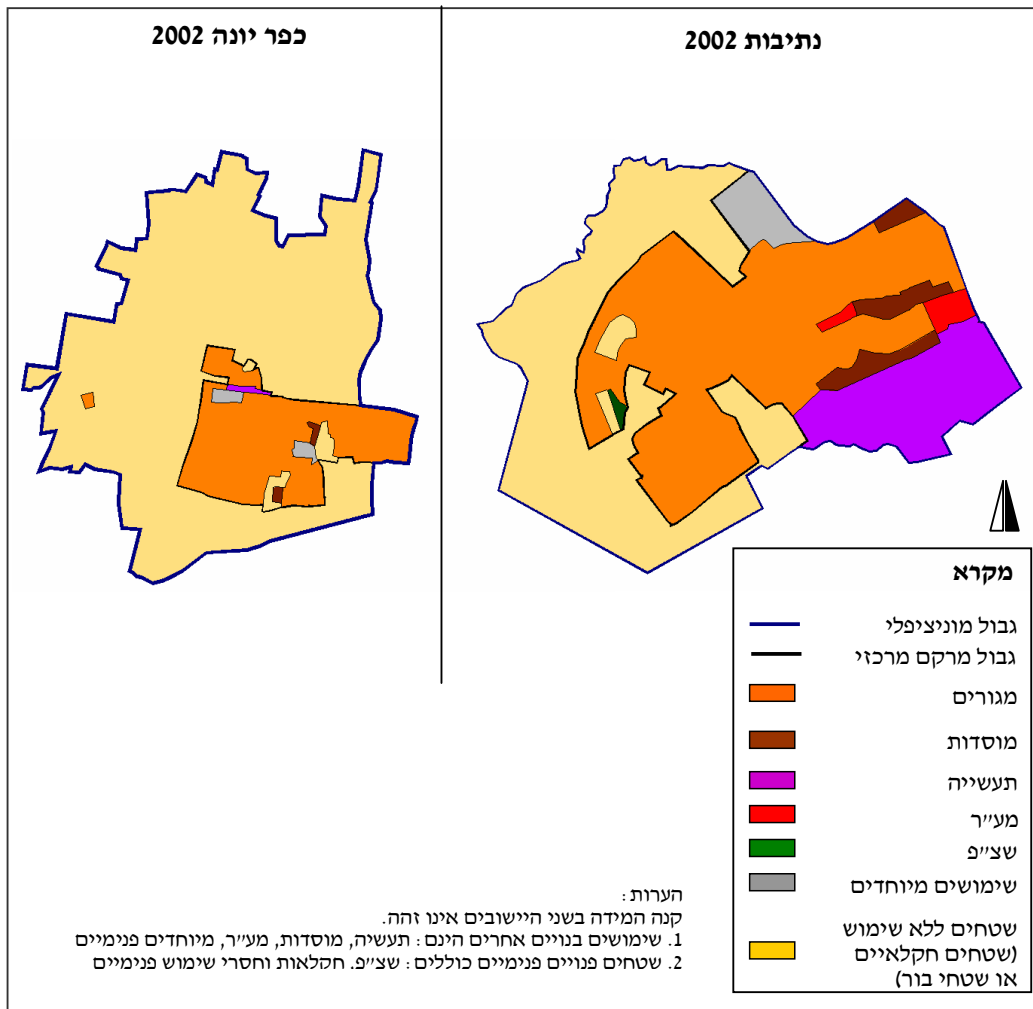 נתיבות 2002
כפר יונה 2002
מקרא
גבול מוניציפלי
גבול מרקם מרכזי
מגורים
מוסדות
תעשייה
מע״ר
שצ״פ
שימושים מיוחדים
שטחים ללא שימוש
(שטחים חקלאיים
או שטחי בור)
הערות :
קנה המידה בשני היישובים אינו זהה.
1. שימושים בנויים אחרים הינם : תעשיה, מוסדות, מע״ר, מיוחדים פנימיים
2. שטחים פנויים פנימיים כוללים : שצ״פ. חקלאות וחסרי שימוש פנימיים